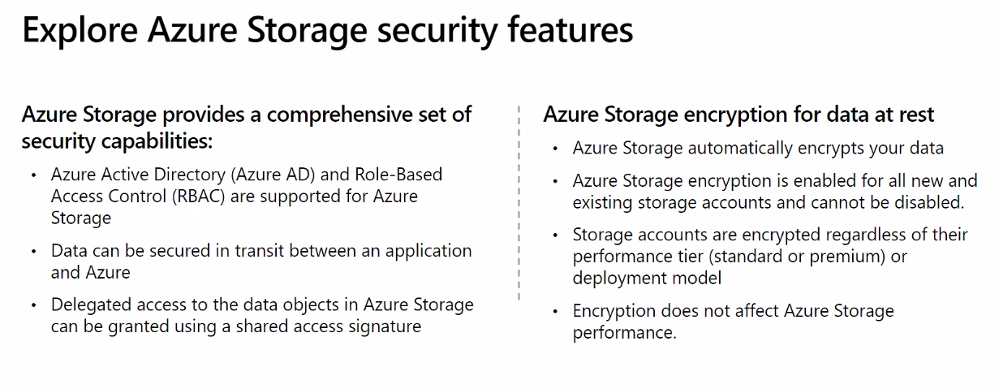 Explore Azure Storage security features
Azure Storage provides a comprehensive set of
security capabilities:
• Azure Active Directory (Azure AD) and Role-Based
Access Control (RBAC) are supported for Azure
Storage
• Data can be secured in transit between an application
and Azure
• Delegated access to the data objects in Azure Storage
can be granted using a shared access signature
Azure Storage encryption for data at rest
• Azure Storage automatically encrypts your data
• Azure Storage encryption is enabled for all new and
existing storage accounts and cannot be disabled.
• Storage accounts are encrypted regardless of their
performance tier (standard or premium) or
deployment model
• Encryption does not affect Azure Storage
performance.